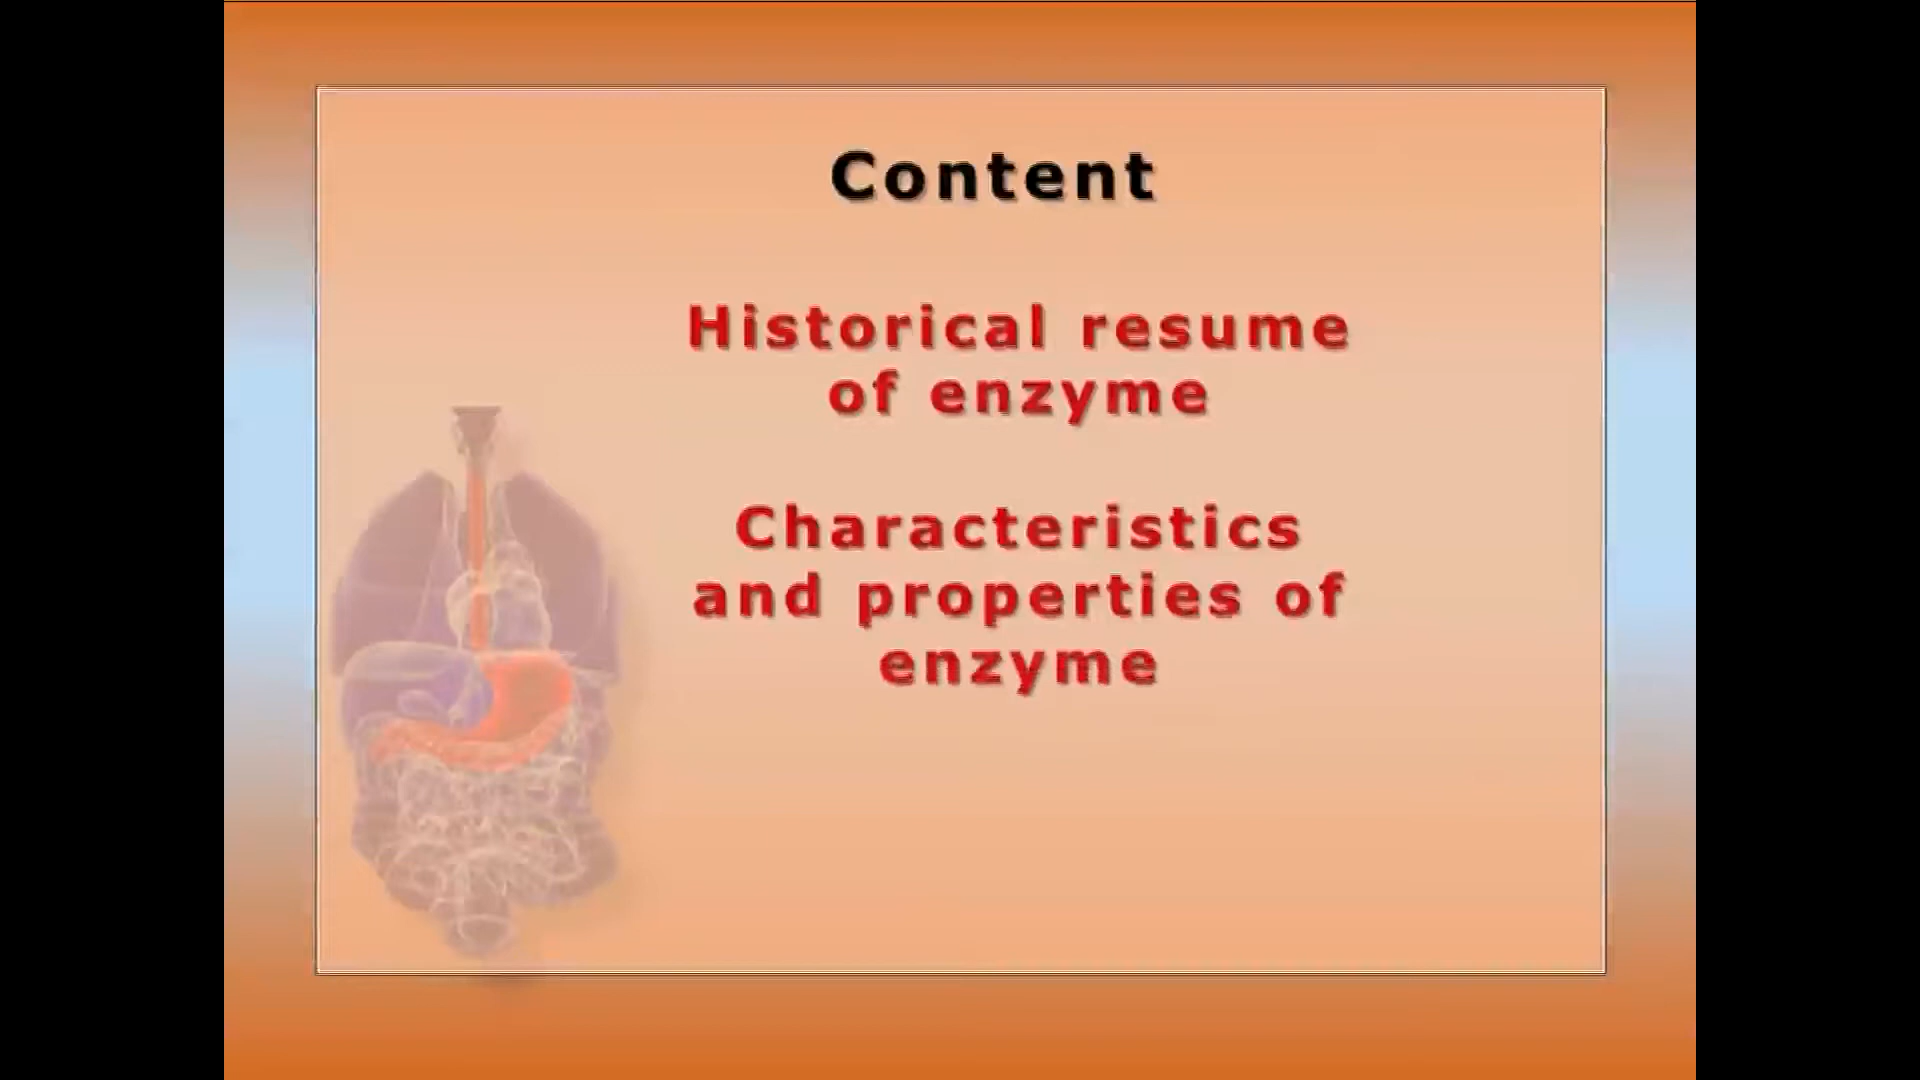 Content
Historical resume
of enzyme
Characteristics
and properties of
enzyme